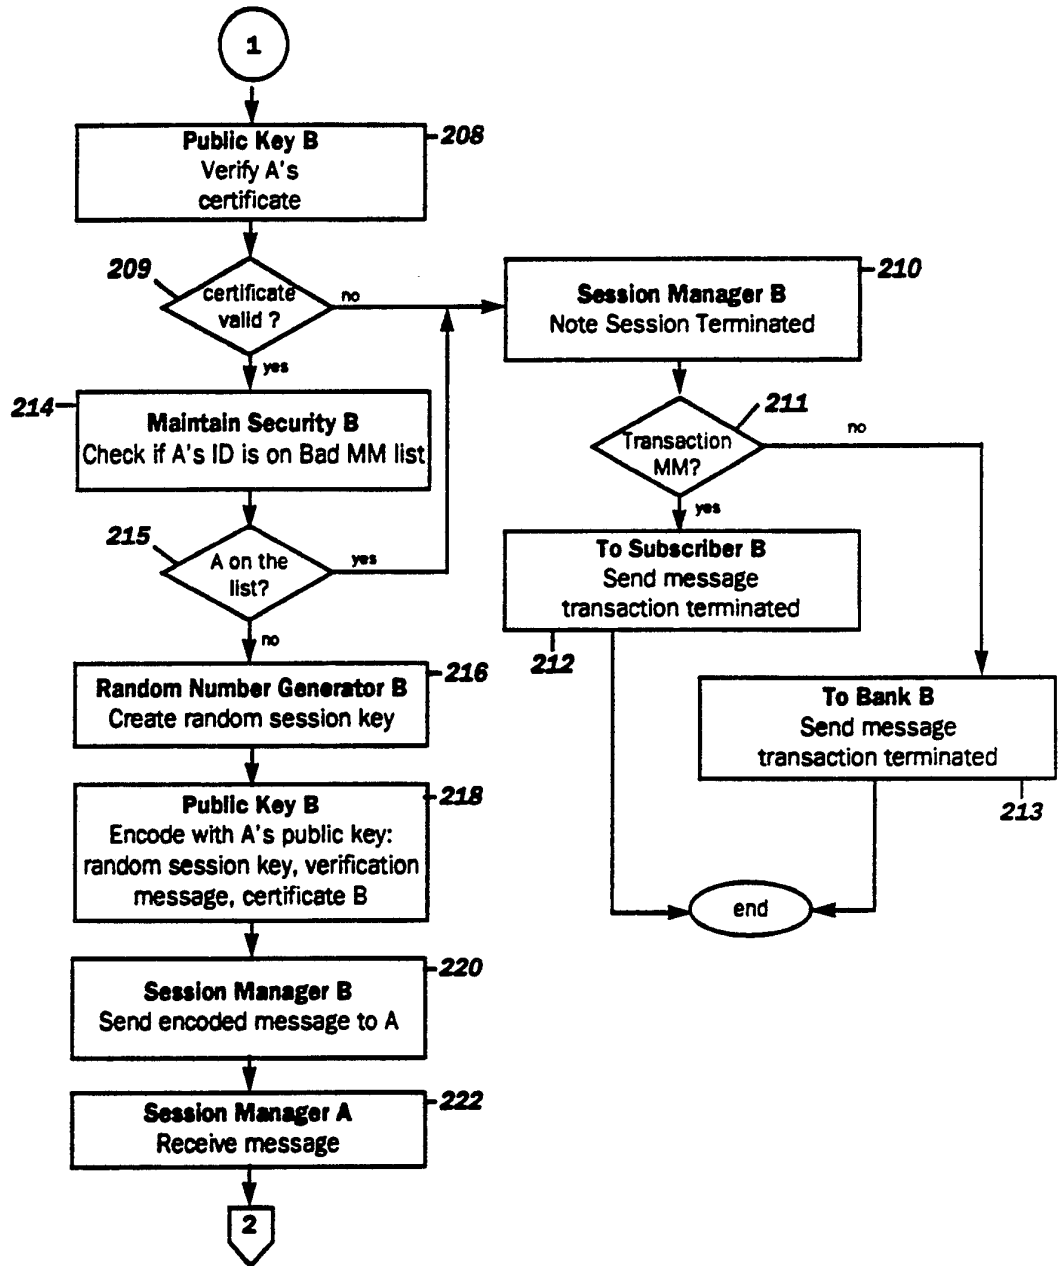 1
Public Key B
Verify A's
certificate
208
209
certificate
valid ?
no
yes
Session Manager B
Note Session Terminated
210
214
Maintain Security B
Check if A's ID is on Bad MM list
Transaction
MM?
211
no
yes
215
A on the
list?
yes
no
To Subscriber B
Send message
transaction terminated
212
Random Number Generator B
Create random session key
216
To Bank B
Send message
transaction terminated
213
Public Key B
Encode with A's public key:
random session key, verification
message, certificate B
218
end
Session Manager B
Send encoded message to A
220
Session Manager A
Receive message
222
2